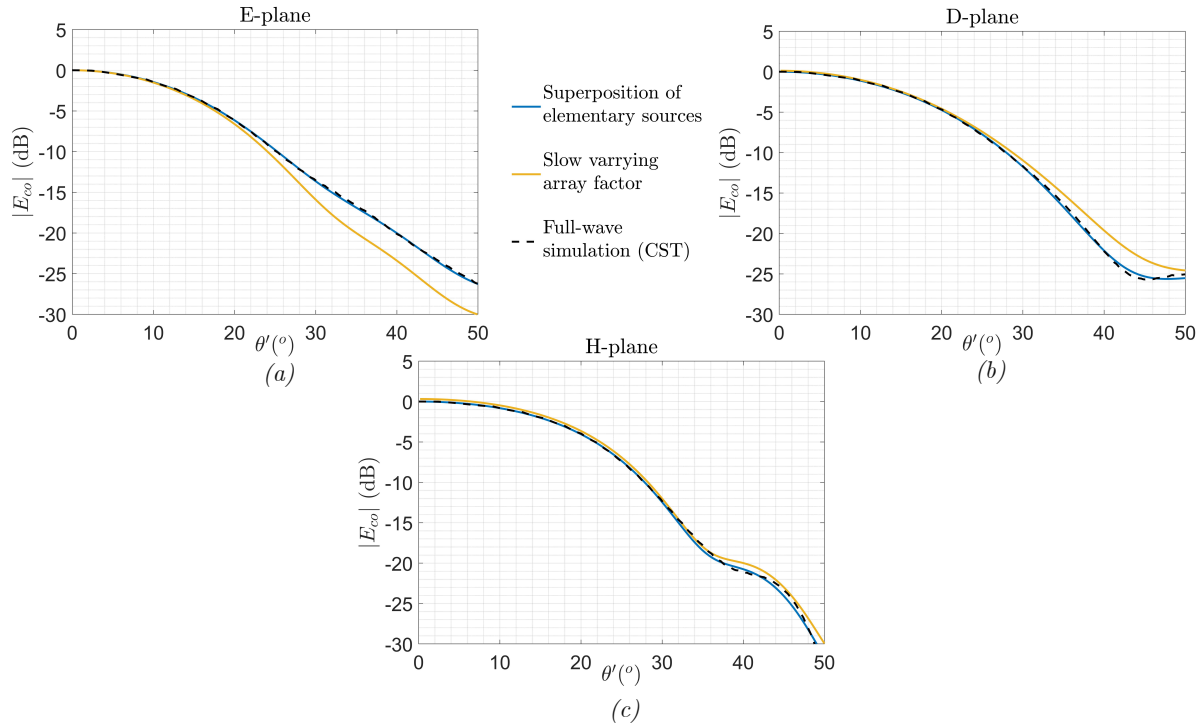 E-plane
5
0
-5
-10
-15
-20
-25
-30
|E_co| (dB)
0 10 20 30 40 50
θ′(°)
(a)
Superposition of
elementary sources
Slow varrying
array factor
Full-wave
simulation (CST)
D-plane
5
0
-5
-10
-15
-20
-25
-30
|E_co| (dB)
0 10 20 30 40 50
θ′(°)
(b)
H-plane
5
0
-5
-10
-15
-20
-25
-30
|E_co| (dB)
0 10 20 30 40 50
θ′(°)
(c)